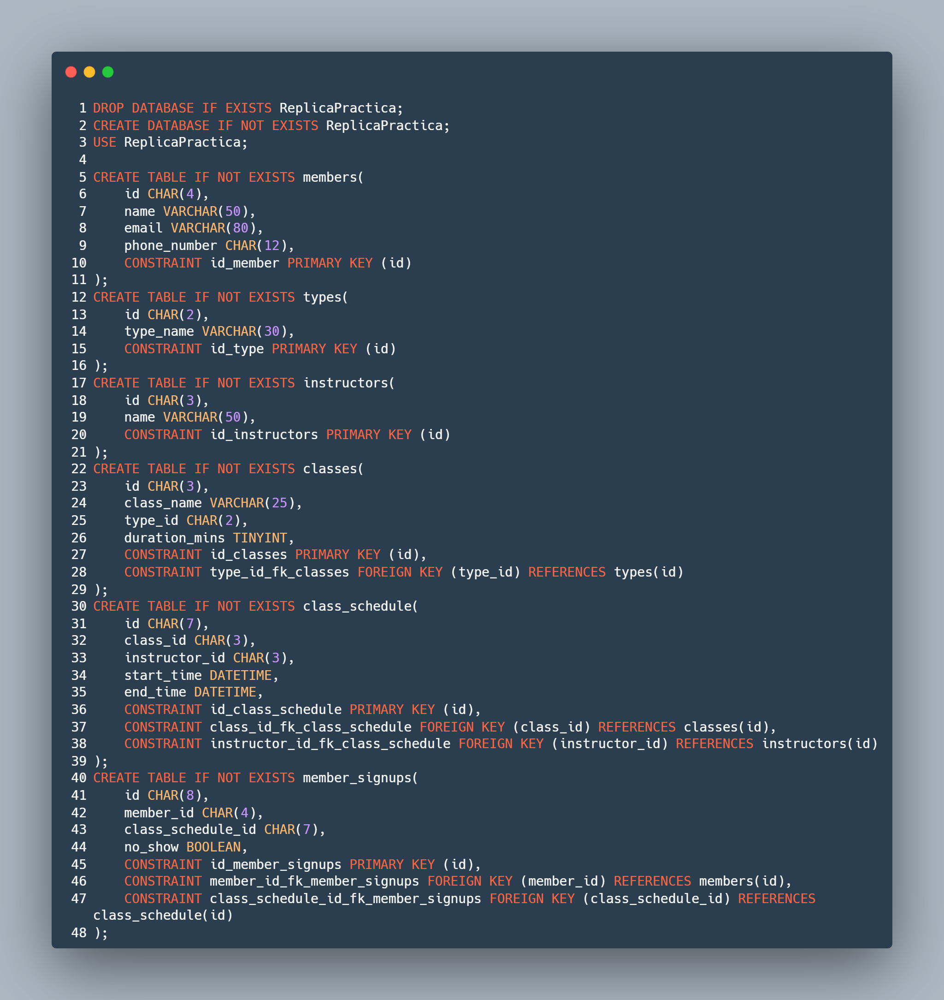 1 DROP DATABASE IF EXISTS ReplicaPractica;
2 CREATE DATABASE IF NOT EXISTS ReplicaPractica;
3 USE ReplicaPractica;
4
5 CREATE TABLE IF NOT EXISTS members(
6     id CHAR(4),
7     name VARCHAR(50),
8     email VARCHAR(80),
9     phone_number CHAR(12),
10     CONSTRAINT id_member PRIMARY KEY (id)
11 );
12 CREATE TABLE IF NOT EXISTS types(
13     id CHAR(2),
14     type_name VARCHAR(30),
15     CONSTRAINT id_type PRIMARY KEY (id)
16 );
17 CREATE TABLE IF NOT EXISTS instructors(
18     id CHAR(3),
19     name VARCHAR(50),
20     CONSTRAINT id_instructors PRIMARY KEY (id)
21 );
22 CREATE TABLE IF NOT EXISTS classes(
23     id CHAR(3),
24     class_name VARCHAR(25),
25     type_id CHAR(2),
26     duration_mins TINYINT,
27     CONSTRAINT id_classes PRIMARY KEY (id),
28     CONSTRAINT type_id_fk_classes FOREIGN KEY (type_id) REFERENCES types(id)
29 );
30 CREATE TABLE IF NOT EXISTS class_schedule(
31     id CHAR(7),
32     class_id CHAR(3),
33     instructor_id CHAR(3),
34     start_time DATETIME,
35     end_time DATETIME,
36     CONSTRAINT id_class_schedule PRIMARY KEY (id),
37     CONSTRAINT class_id_fk_class_schedule FOREIGN KEY (class_id) REFERENCES classes(id),
38     CONSTRAINT instructor_id_fk_class_schedule FOREIGN KEY (instructor_id) REFERENCES instructors(id)
39 );
40 CREATE TABLE IF NOT EXISTS member_signups(
41     id CHAR(8),
42     member_id CHAR(4),
43     class_schedule_id CHAR(7),
44     no_show BOOLEAN,
45     CONSTRAINT id_member_signups PRIMARY KEY (id),
46     CONSTRAINT member_id_fk_member_signups FOREIGN KEY (member_id) REFERENCES members(id),
47     CONSTRAINT class_schedule_id_fk_member_signups FOREIGN KEY (class_schedule_id) REFERENCES
class_schedule(id)
48 );